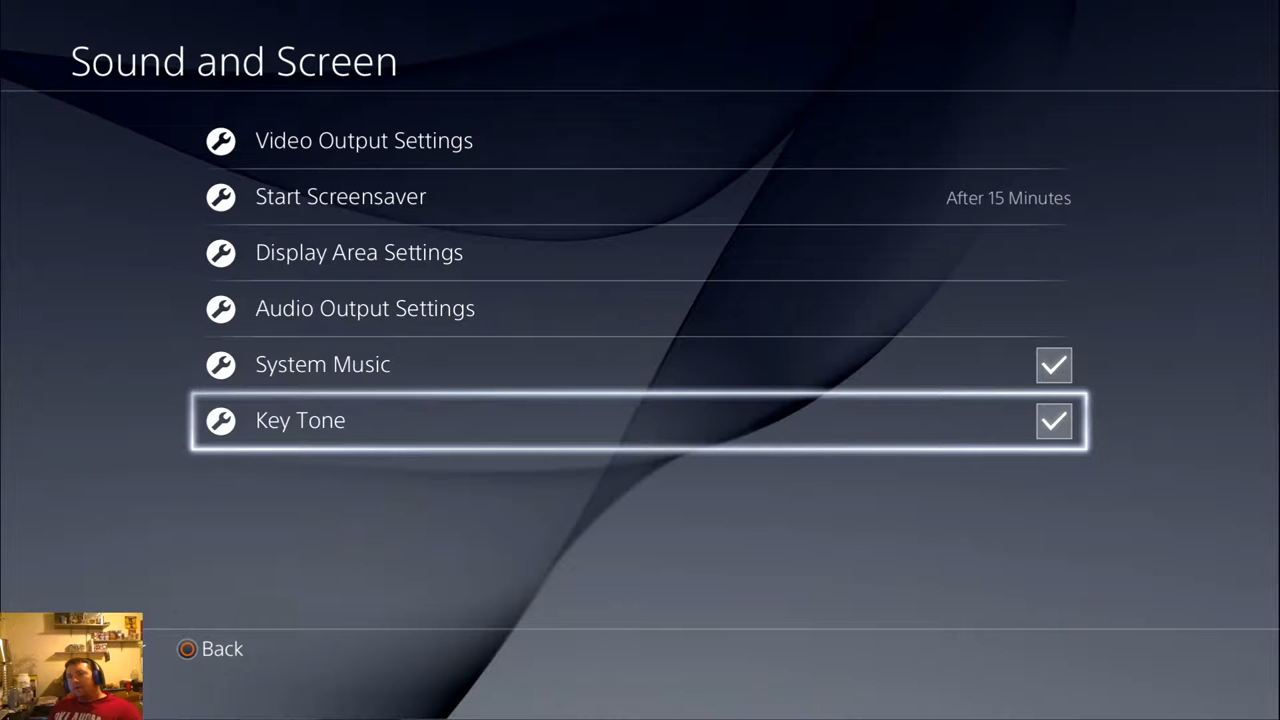 Sound and Screen
Video Output Settings
Start Screensaver After 15 Minutes
Display Area Settings
Audio Output Settings
System Music
Key Tone
Back
OKLAHOMA